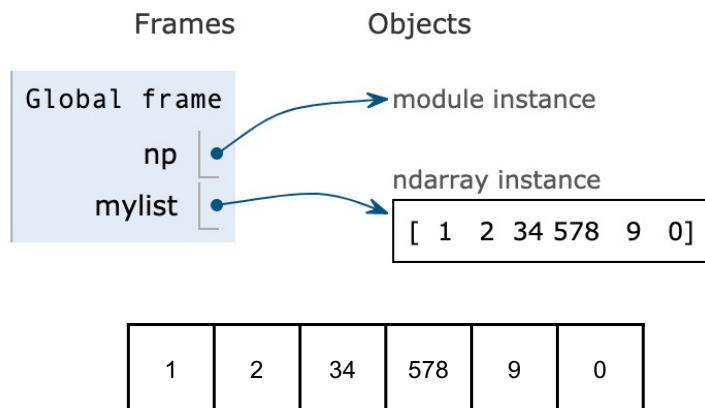 Frames Objects
Global frame
module instance
np
ndarray instance
mylist
[ 1 2 34 578 9 0]
1 2 34 578 9 0